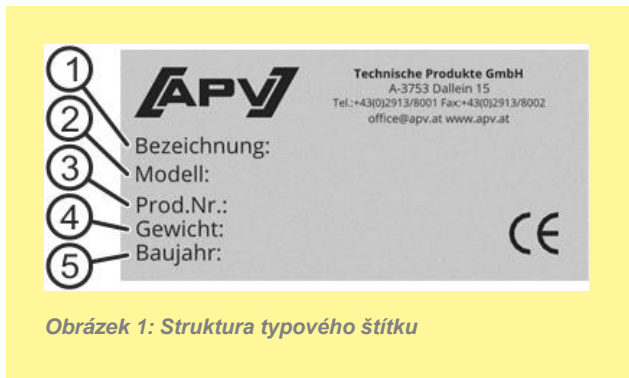 1
2
3
4
5
APV
Technische Produkte GmbH
A-3753 Dallein 15
Tel.:+43(0)2913/8001 Fax:+43(0)2913/8002
office@apv.at www.apv.at
Bezeichnung:
Modell:
Prod.Nr.:
Gewicht:
Baujahr:
CE
Obrázek 1: Struktura typového štítku